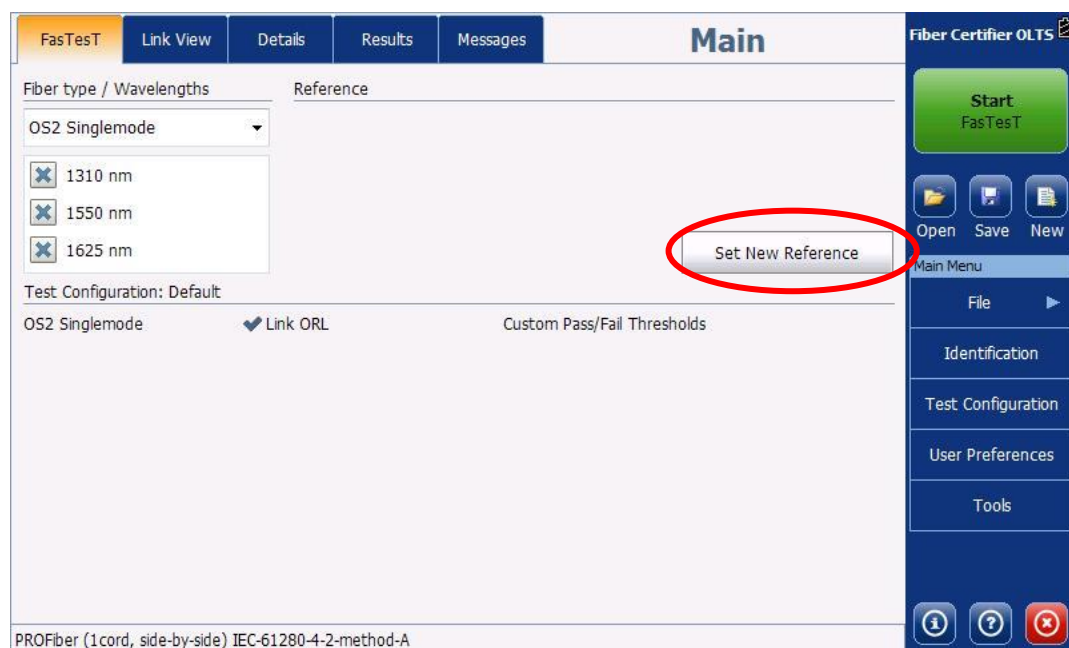 FasTesT
Link View
Details
Results
Messages
Main
Fiber Certifier OLTS
Fiber type / Wavelengths
Reference
OS2 Singlemode
1310 nm
1550 nm
1625 nm
Set New Reference
Test Configuration: Default
OS2 Singlemode
Link ORL
Custom Pass/Fail Thresholds
PROFiber (1cord, side-by-side) IEC-61280-4-2-method-A
Start
FasTesT
Open
Save
New
Main Menu
File
Identification
Test Configuration
User Preferences
Tools